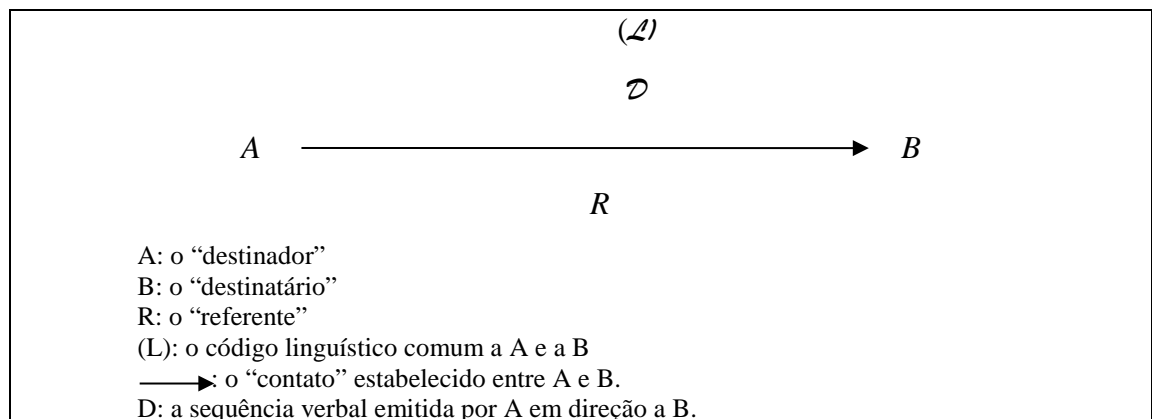 (ℒ)
𝒟
A B
R
A: o “destinador”
B: o “destinatário”
R: o “referente”
(L): o código linguístico comum a A e a B
: o “contato” estabelecido entre A e B.
D: a sequência verbal emitida por A em direção a B.